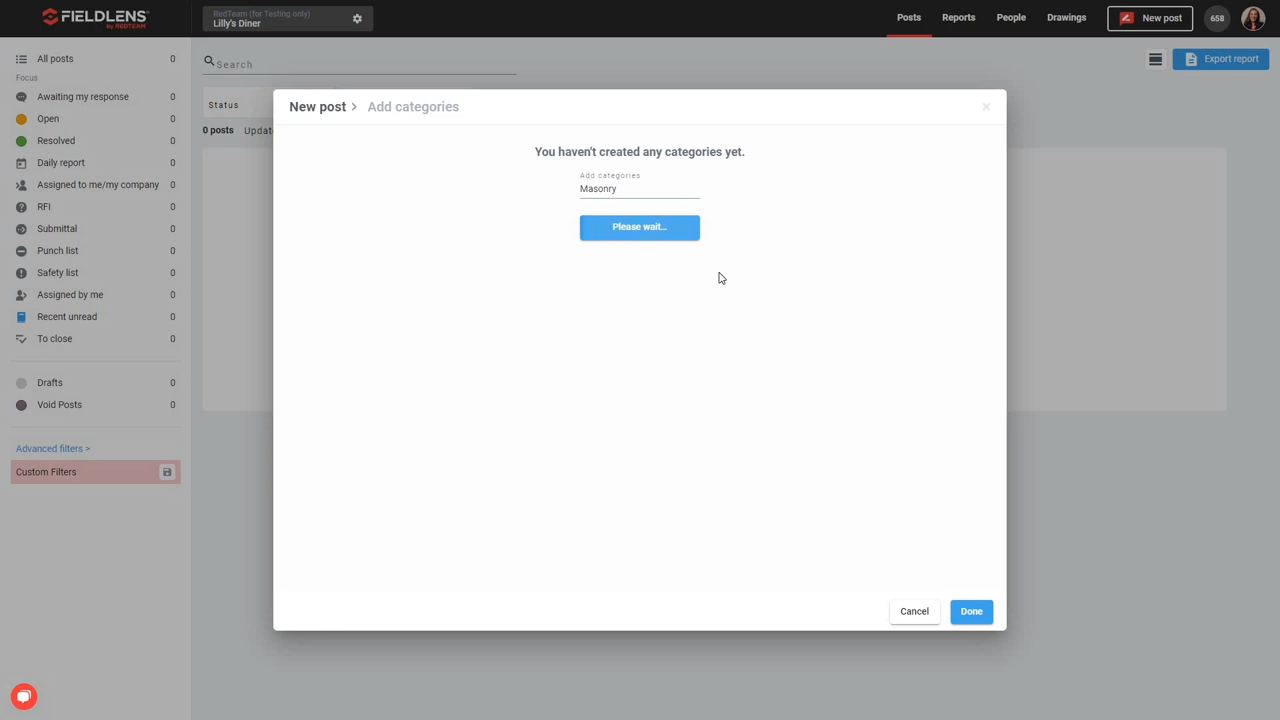 FIELDLENS
by REDTEAM
RedTeam (for Testing only)
Lilly's Diner
Posts
Reports
People
Drawings
New post
658
All posts 0
Focus
Awaiting my response 0
Open 0
Resolved 0
Daily report 0
Assigned to me/my company 0
RFI 0
Submittal 0
Punch list 0
Safety list 0
Assigned by me 0
Recent unread 0
To close 0
Drafts 0
Void Posts 0
Advanced filters >
Custom Filters
Search
Export report
Status
0 posts
New post > Add categories
×
You haven't created any categories yet.
Add categories
Masonry
Please wait...
Cancel
Done